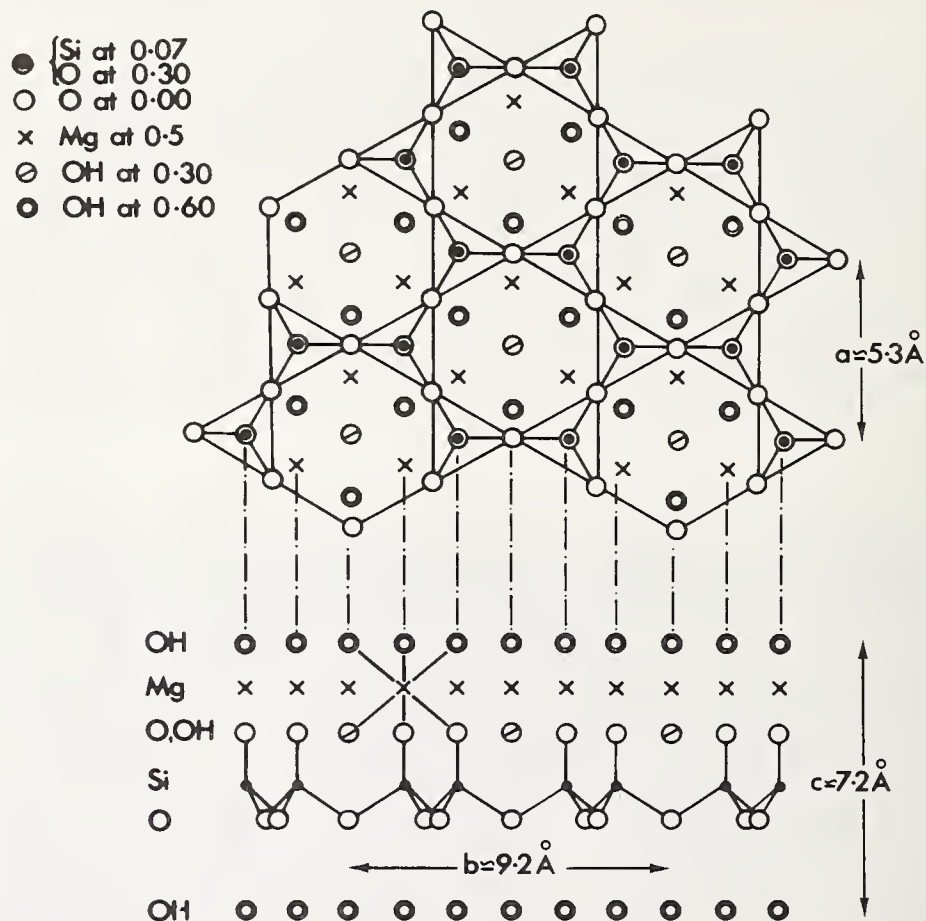 Si at 0·07
O at 0·30
O at 0·00
Mg at 0·5
OH at 0·30
OH at 0·60
a≃5·3Å
OH
Mg
O,OH
Si
O
c≃7·2Å
b≃9·2Å
OH